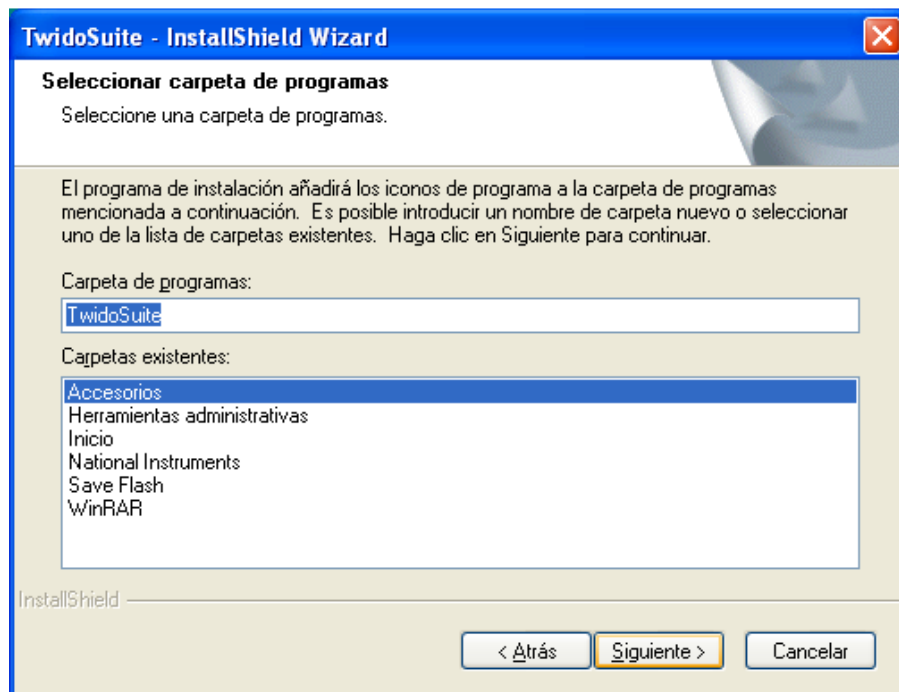 TwidoSuite - InstallShield Wizard
Seleccionar carpeta de programas
Seleccione una carpeta de programas.
El programa de instalación añadirá los iconos de programa a la carpeta de programas
mencionada a continuación. Es posible introducir un nombre de carpeta nuevo o seleccionar
uno de la lista de carpetas existentes. Haga clic en Siguiente para continuar.
Carpeta de programas:
TwidoSuite
Carpetas existentes:
Accesorios
Herramientas administrativas
Inicio
National Instruments
Save Flash
WinRAR
InstallShield
< Atrás
Siguiente >
Cancelar